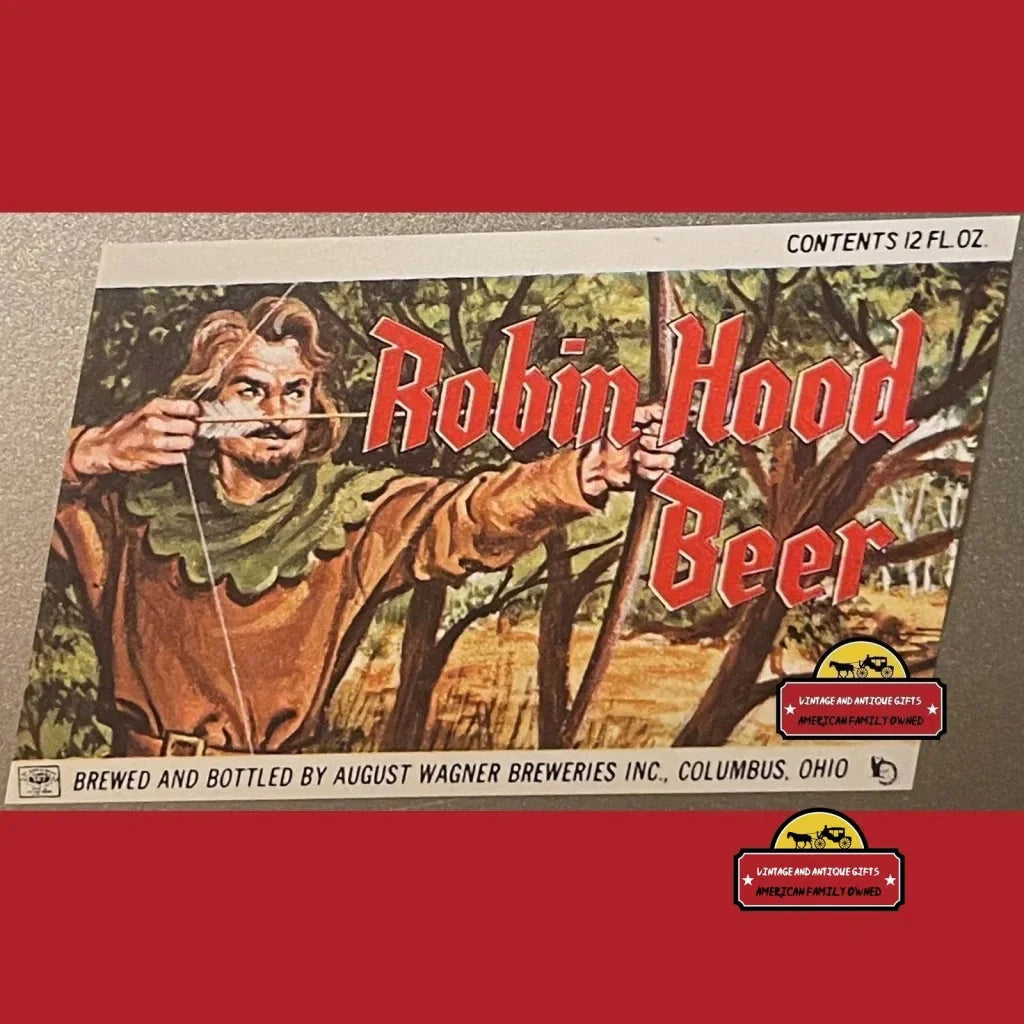 CONTENTS 12 FL. OZ.
Robin Hood
Beer
VINTAGE AND ANTIQUE GIFTS
AMERICAN FAMILY OWNED
BREWED AND BOTTLED BY AUGUST WAGNER BREWERIES INC., COLUMBUS, OHIO
VINTAGE AND ANTIQUE GIFTS
AMERICAN FAMILY OWNED